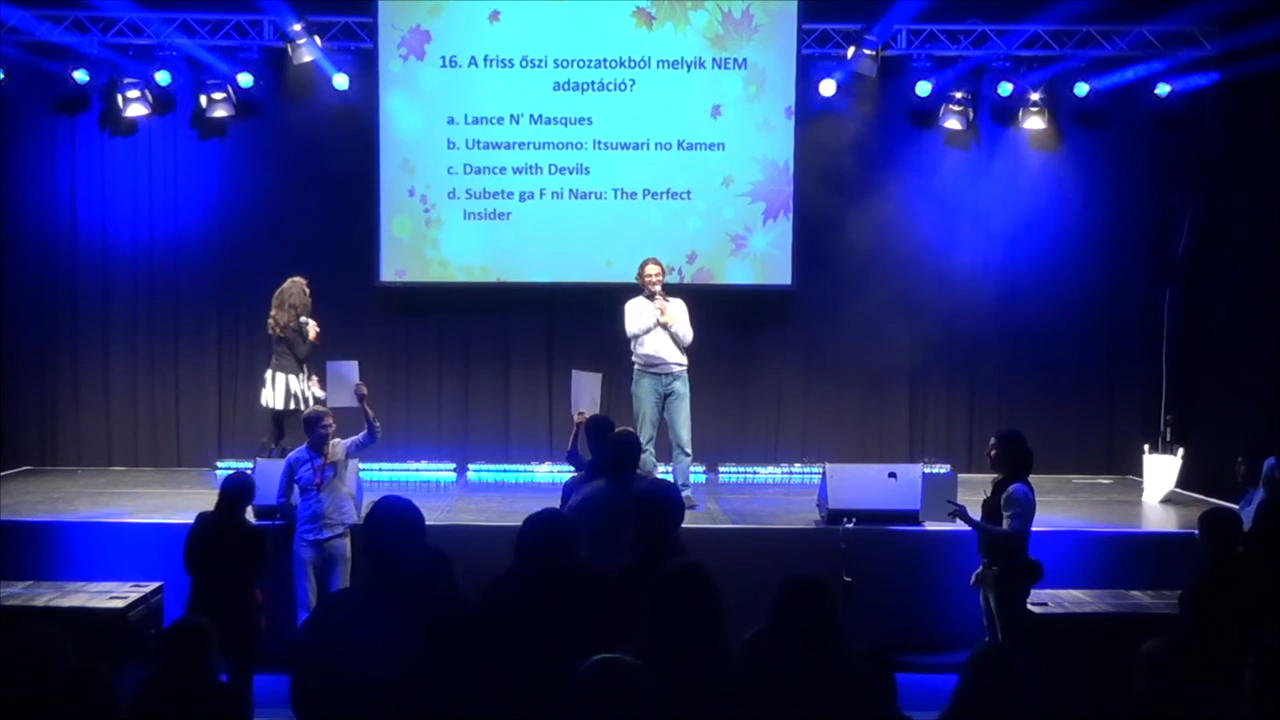 16. A friss őszi sorozatokból melyik NEM
adaptáció?
a. Lance N' Masques
b. Utawarerumono: Itsuwari no Kamen
c. Dance with Devils
d. Subete ga F ni Naru: The Perfect
Insider